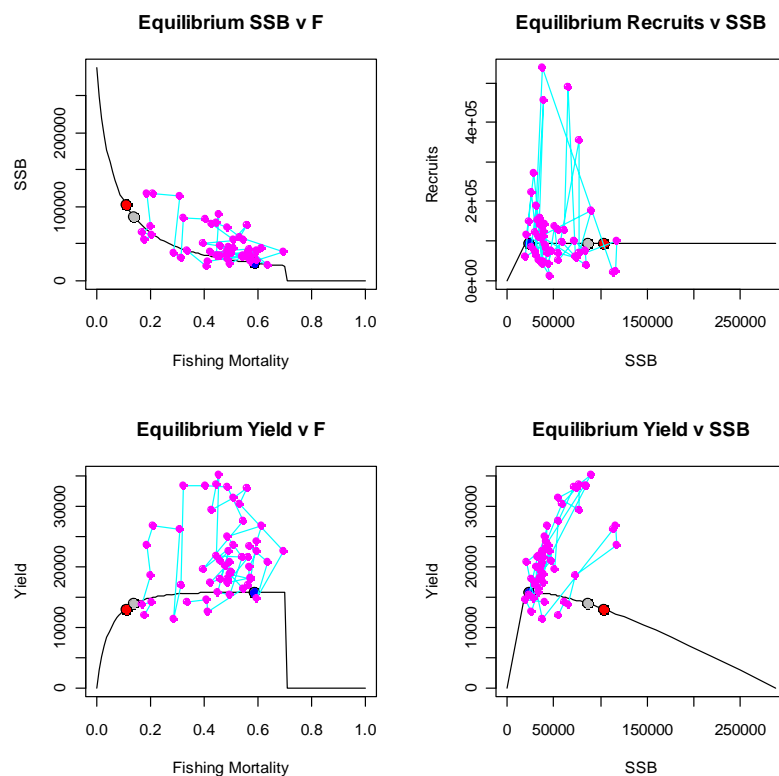 Equilibrium SSB v F
SSB
0
100000
200000
0.0 0.2 0.4 0.6 0.8 1.0
Fishing Mortality
Equilibrium Recruits v SSB
Recruits
0e+00
2e+05
4e+05
0 50000 150000 250000
SSB
Equilibrium Yield v F
Yield
0
10000
20000
30000
0.0 0.2 0.4 0.6 0.8 1.0
Fishing Mortality
Equilibrium Yield v SSB
Yield
0
10000
20000
30000
0 50000 150000 250000
SSB